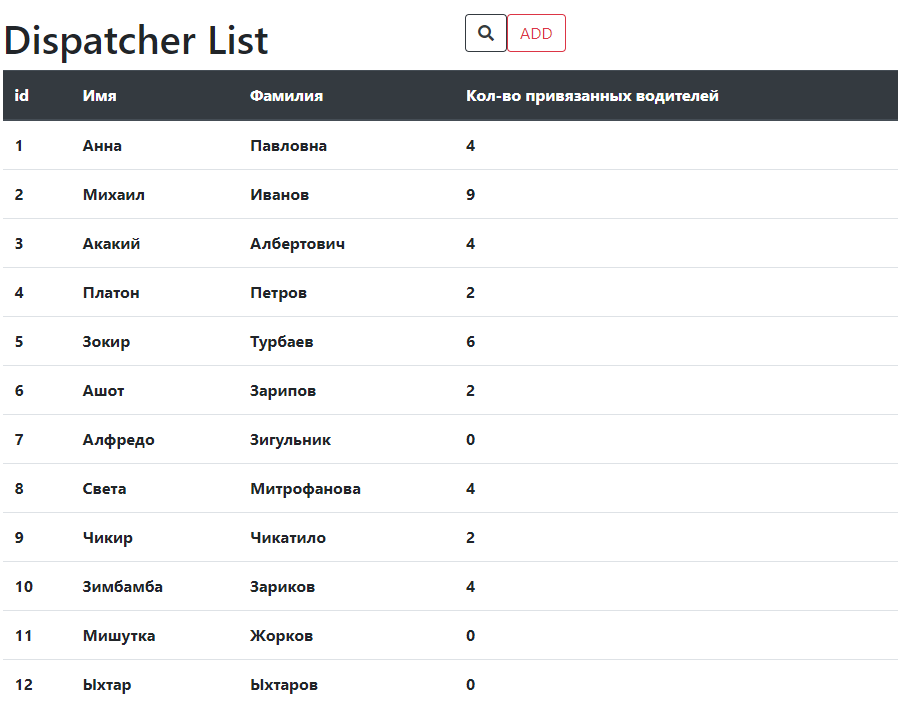 Dispatcher List ADD
id Имя Фамилия Кол-во привязанных водителей
1 Анна Павловна 4
2 Михаил Иванов 9
3 Акакий Албертович 4
4 Платон Петров 2
5 Зокир Турбаев 6
6 Ашот Зарипов 2
7 Алфредо Зигульник 0
8 Света Митрофанова 4
9 Чикир Чикатило 2
10 Зимбамба Зариков 4
11 Мишутка Жорков 0
12 Ыхтар Ыхтаров 0